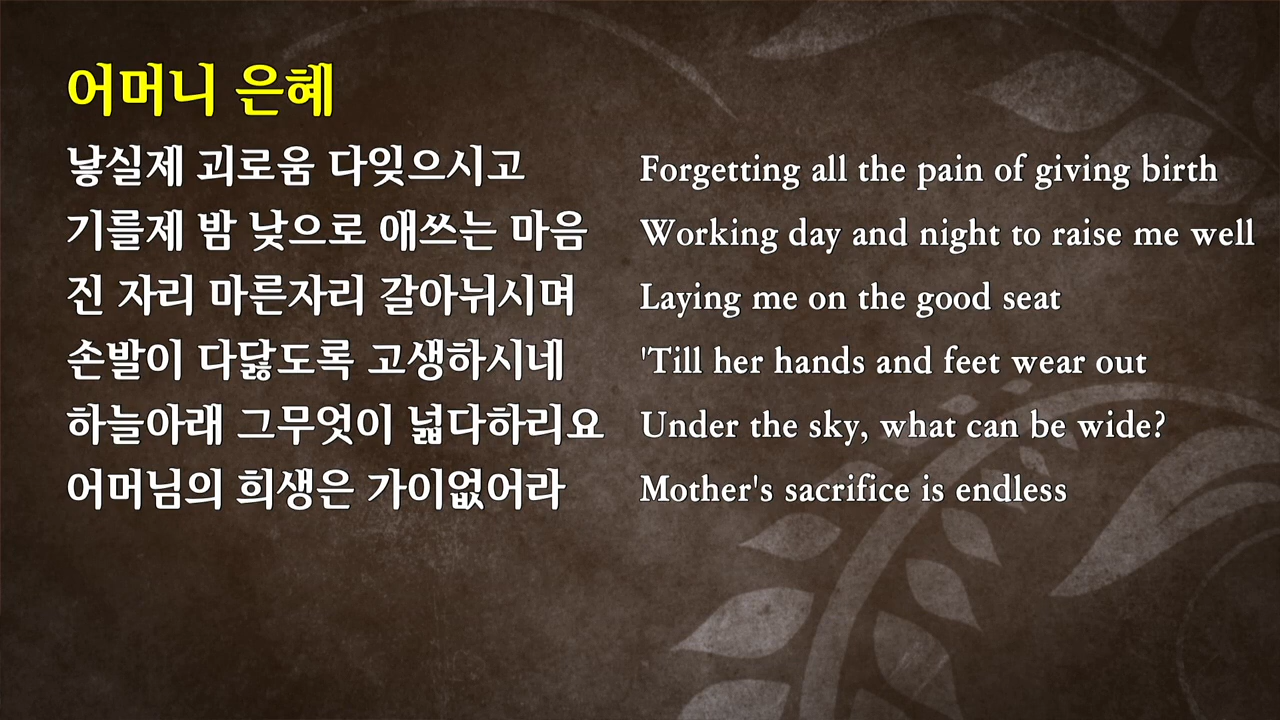 어머니 은혜
낳실제 괴로움 다잊으시고
기를제 밤 낮으로 애쓰는 마음
진 자리 마른자리 갈아뉘시며
손발이 다닳도록 고생하시네
하늘아래 그무엇이 넓다하리요
어머님의 희생은 가이없어라
Forgetting all the pain of giving birth
Working day and night to raise me well
Laying me on the good seat
'Till her hands and feet wear out
Under the sky, what can be wide?
Mother's sacrifice is endless